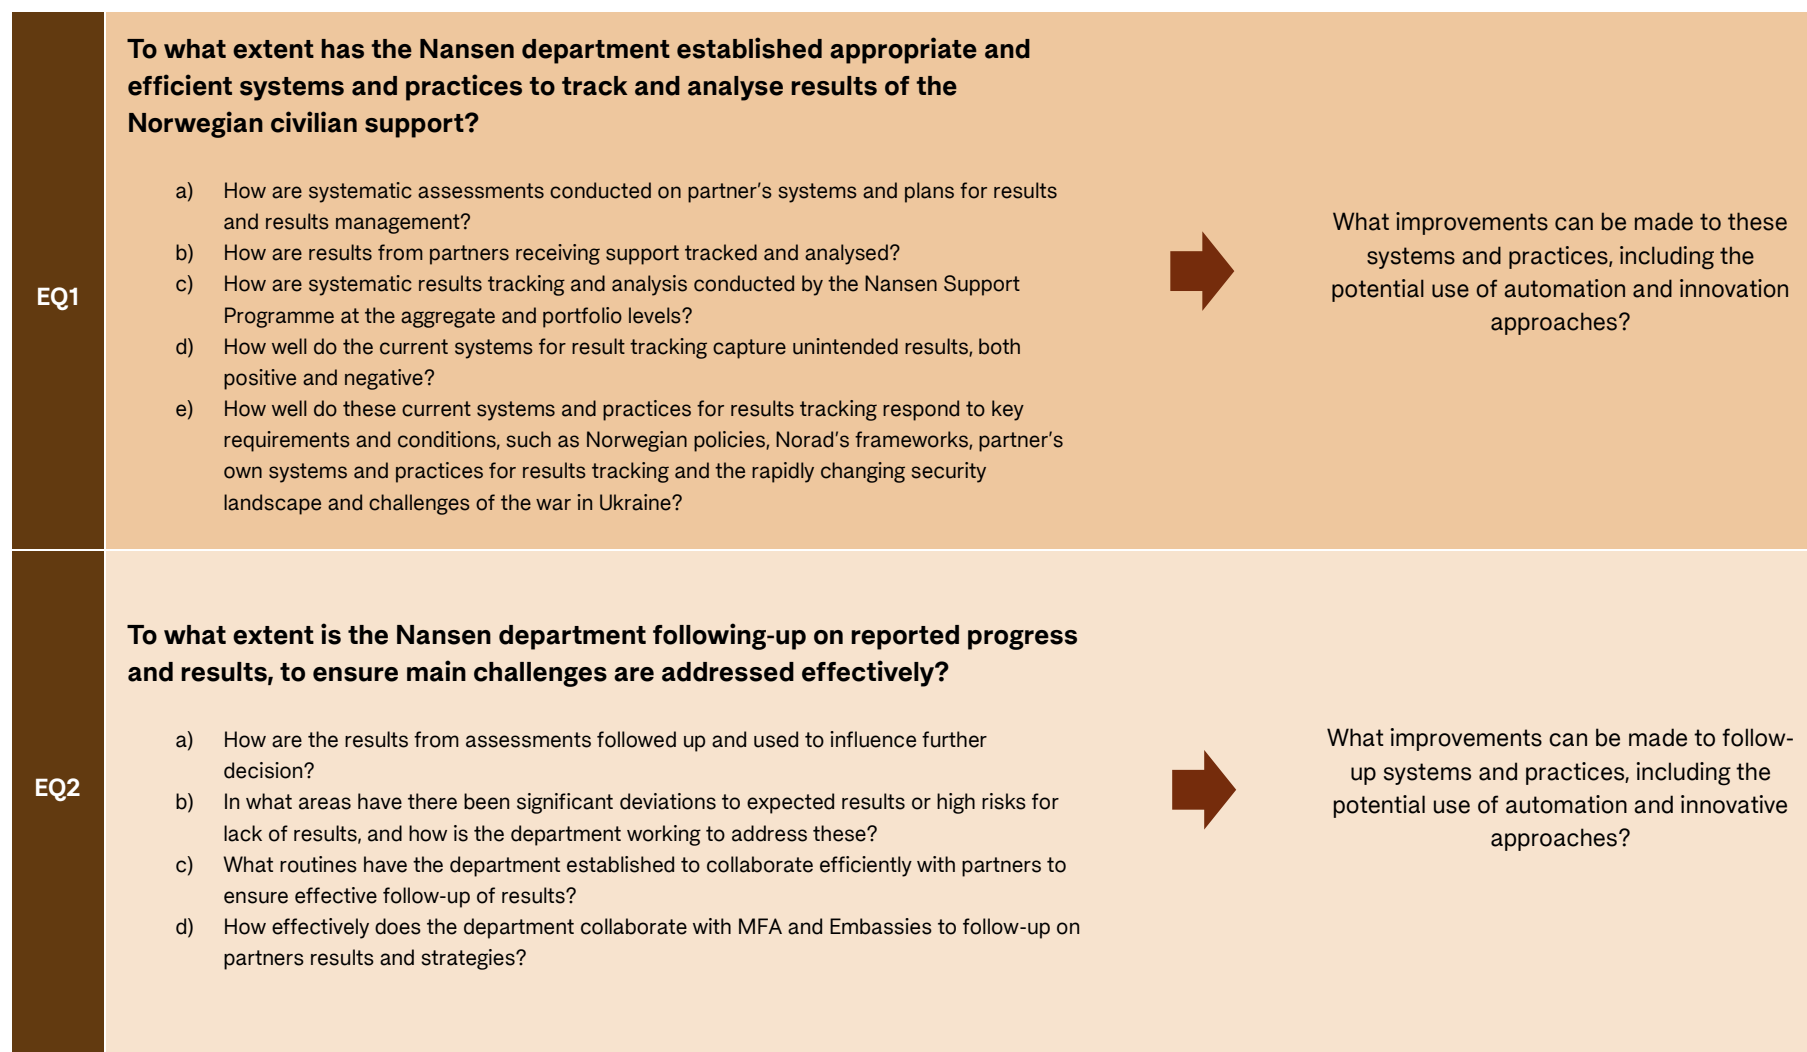 EQ1
To what extent has the Nansen department established appropriate and
efficient systems and practices to track and analyse results of the
Norwegian civilian support?
a) How are systematic assessments conducted on partner's systems and plans for results
and results management?
b) How are results from partners receiving support tracked and analysed?
c) How are systematic results tracking and analysis conducted by the Nansen Support
Programme at the aggregate and portfolio levels?
d) How well do the current systems for result tracking capture unintended results, both
positive and negative?
e) How well do these current systems and practices for results tracking respond to key
requirements and conditions, such as Norwegian policies, Norad's frameworks, partner's
own systems and practices for results tracking and the rapidly changing security
landscape and challenges of the war in Ukraine?
What improvements can be made to these
systems and practices, including the
potential use of automation and innovation
approaches?
EQ2
To what extent is the Nansen department following-up on reported progress
and results, to ensure main challenges are addressed effectively?
a) How are the results from assessments followed up and used to influence further
decision?
b) In what areas have there been significant deviations to expected results or high risks for
lack of results, and how is the department working to address these?
c) What routines have the department established to collaborate efficiently with partners to
ensure effective follow-up of results?
d) How effectively does the department collaborate with MFA and Embassies to follow-up on
partners results and strategies?
What improvements can be made to follow-
up systems and practices, including the
potential use of automation and innovative
approaches?